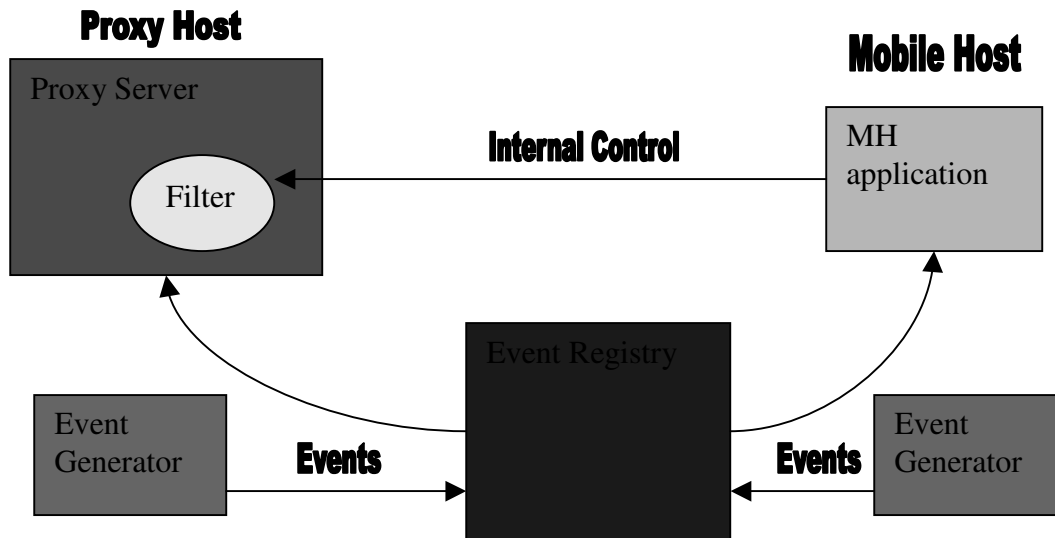 Proxy Host
Mobile Host
Proxy Server
Filter
Internal Control
MH
application
Event Registry
Event
Generator
Events
Events
Event
Generator